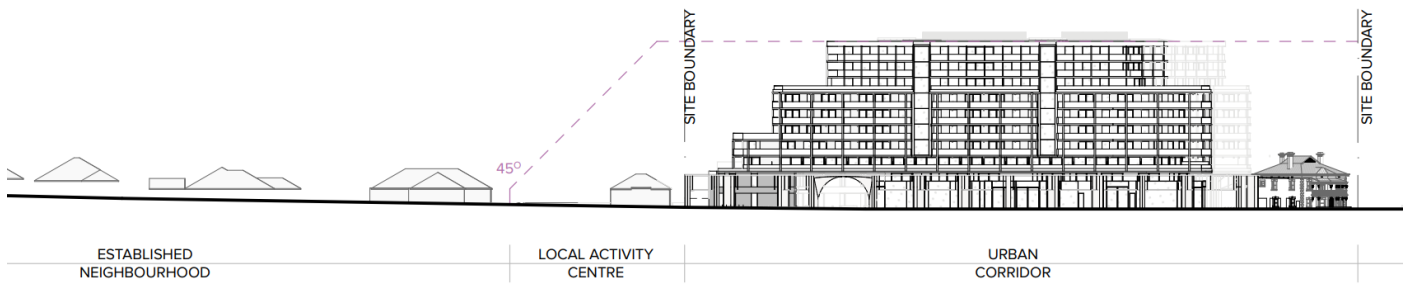 SITE BOUNDARY
SITE BOUNDARY
45°
ESTABLISHED
NEIGHBOURHOOD
LOCAL ACTIVITY
CENTRE
URBAN
CORRIDOR